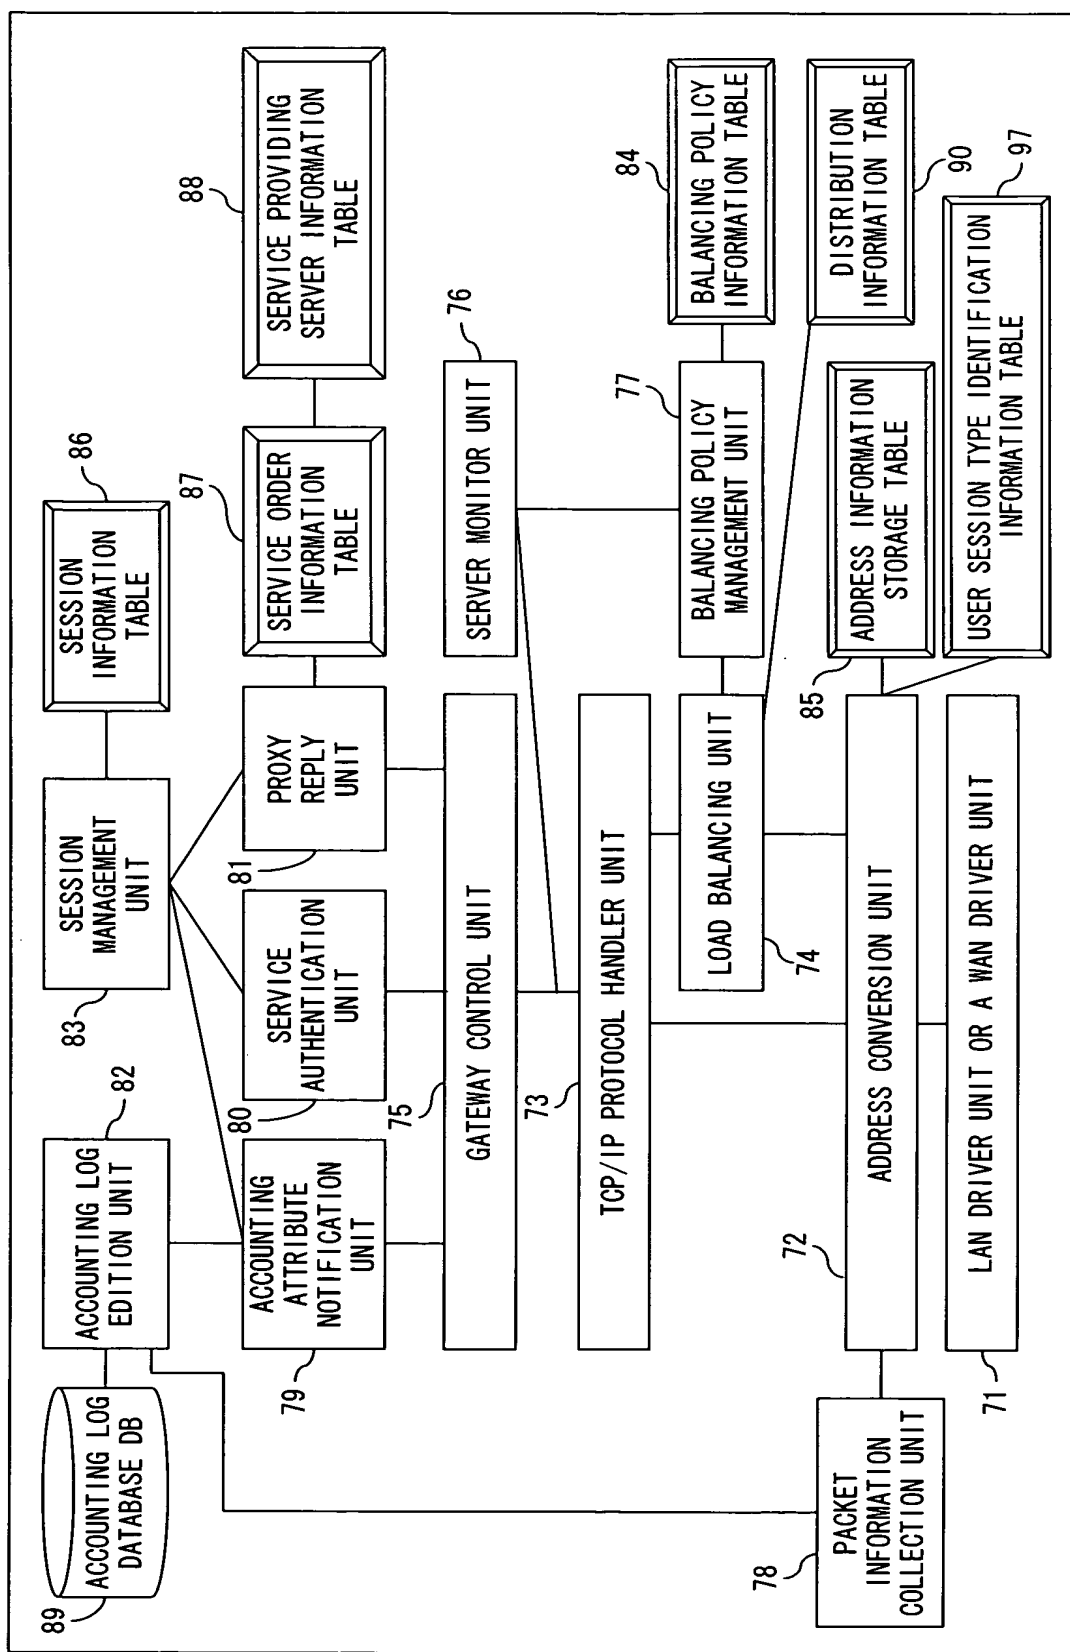 89
ACCOUNTING LOG
DATABASE DB
82
ACCOUNTING LOG
EDITION UNIT
83
SESSION
MANAGEMENT
UNIT
86
SESSION
INFORMATION
TABLE
79
ACCOUNTING
ATTRIBUTE
NOTIFICATION
UNIT
80
SERVICE
AUTHENTICATION
UNIT
81
PROXY
REPLY
UNIT
87
SERVICE ORDER
INFORMATION
TABLE
88
SERVICE PROVIDING
SERVER INFORMATION
TABLE
75
GATEWAY CONTROL UNIT
76
SERVER MONITOR UNIT
73
TCP/IP PROTOCOL HANDLER UNIT
74
LOAD BALANCING UNIT
77
BALANCING POLICY
MANAGEMENT UNIT
84
BALANCING POLICY
INFORMATION TABLE
90
DISTRIBUTION
INFORMATION TABLE
78
PACKET
INFORMATION
COLLECTION UNIT
72
ADDRESS CONVERSION UNIT
85
ADDRESS INFORMATION
STORAGE TABLE
97
USER SESSION TYPE IDENTIFICATION
INFORMATION TABLE
71
LAN DRIVER UNIT OR A WAN DRIVER UNIT